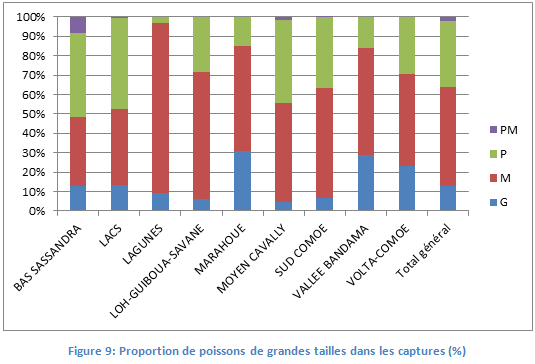 100%
90%
80%
70%
60%
50%
40%
30%
20%
10%
0%
BAS SASSANDRA
LACS
LAGUNES
LOH-GUIBOUA-SAVANE
MARAHOUE
MOYEN CAVALLY
SUD COMOE
VALLEE BANDAMA
VOLTA-COMOE
Total général
PM
P
M
G
Figure 9: Proportion de poissons de grandes tailles dans les captures (%)